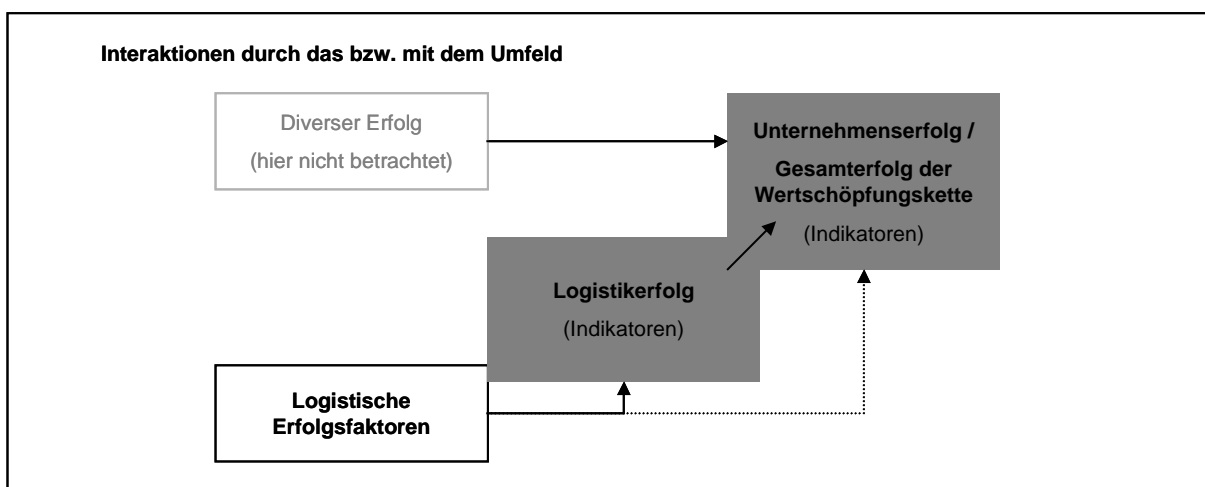 Interaktionen durch das bzw. mit dem Umfeld
Diverser Erfolg
(hier nicht betrachtet)
Unternehmenserfolg /
Gesamterfolg der
Wertschöpfungskette
(Indikatoren)
Logistikerfolg
(Indikatoren)
Logistische
Erfolgsfaktoren